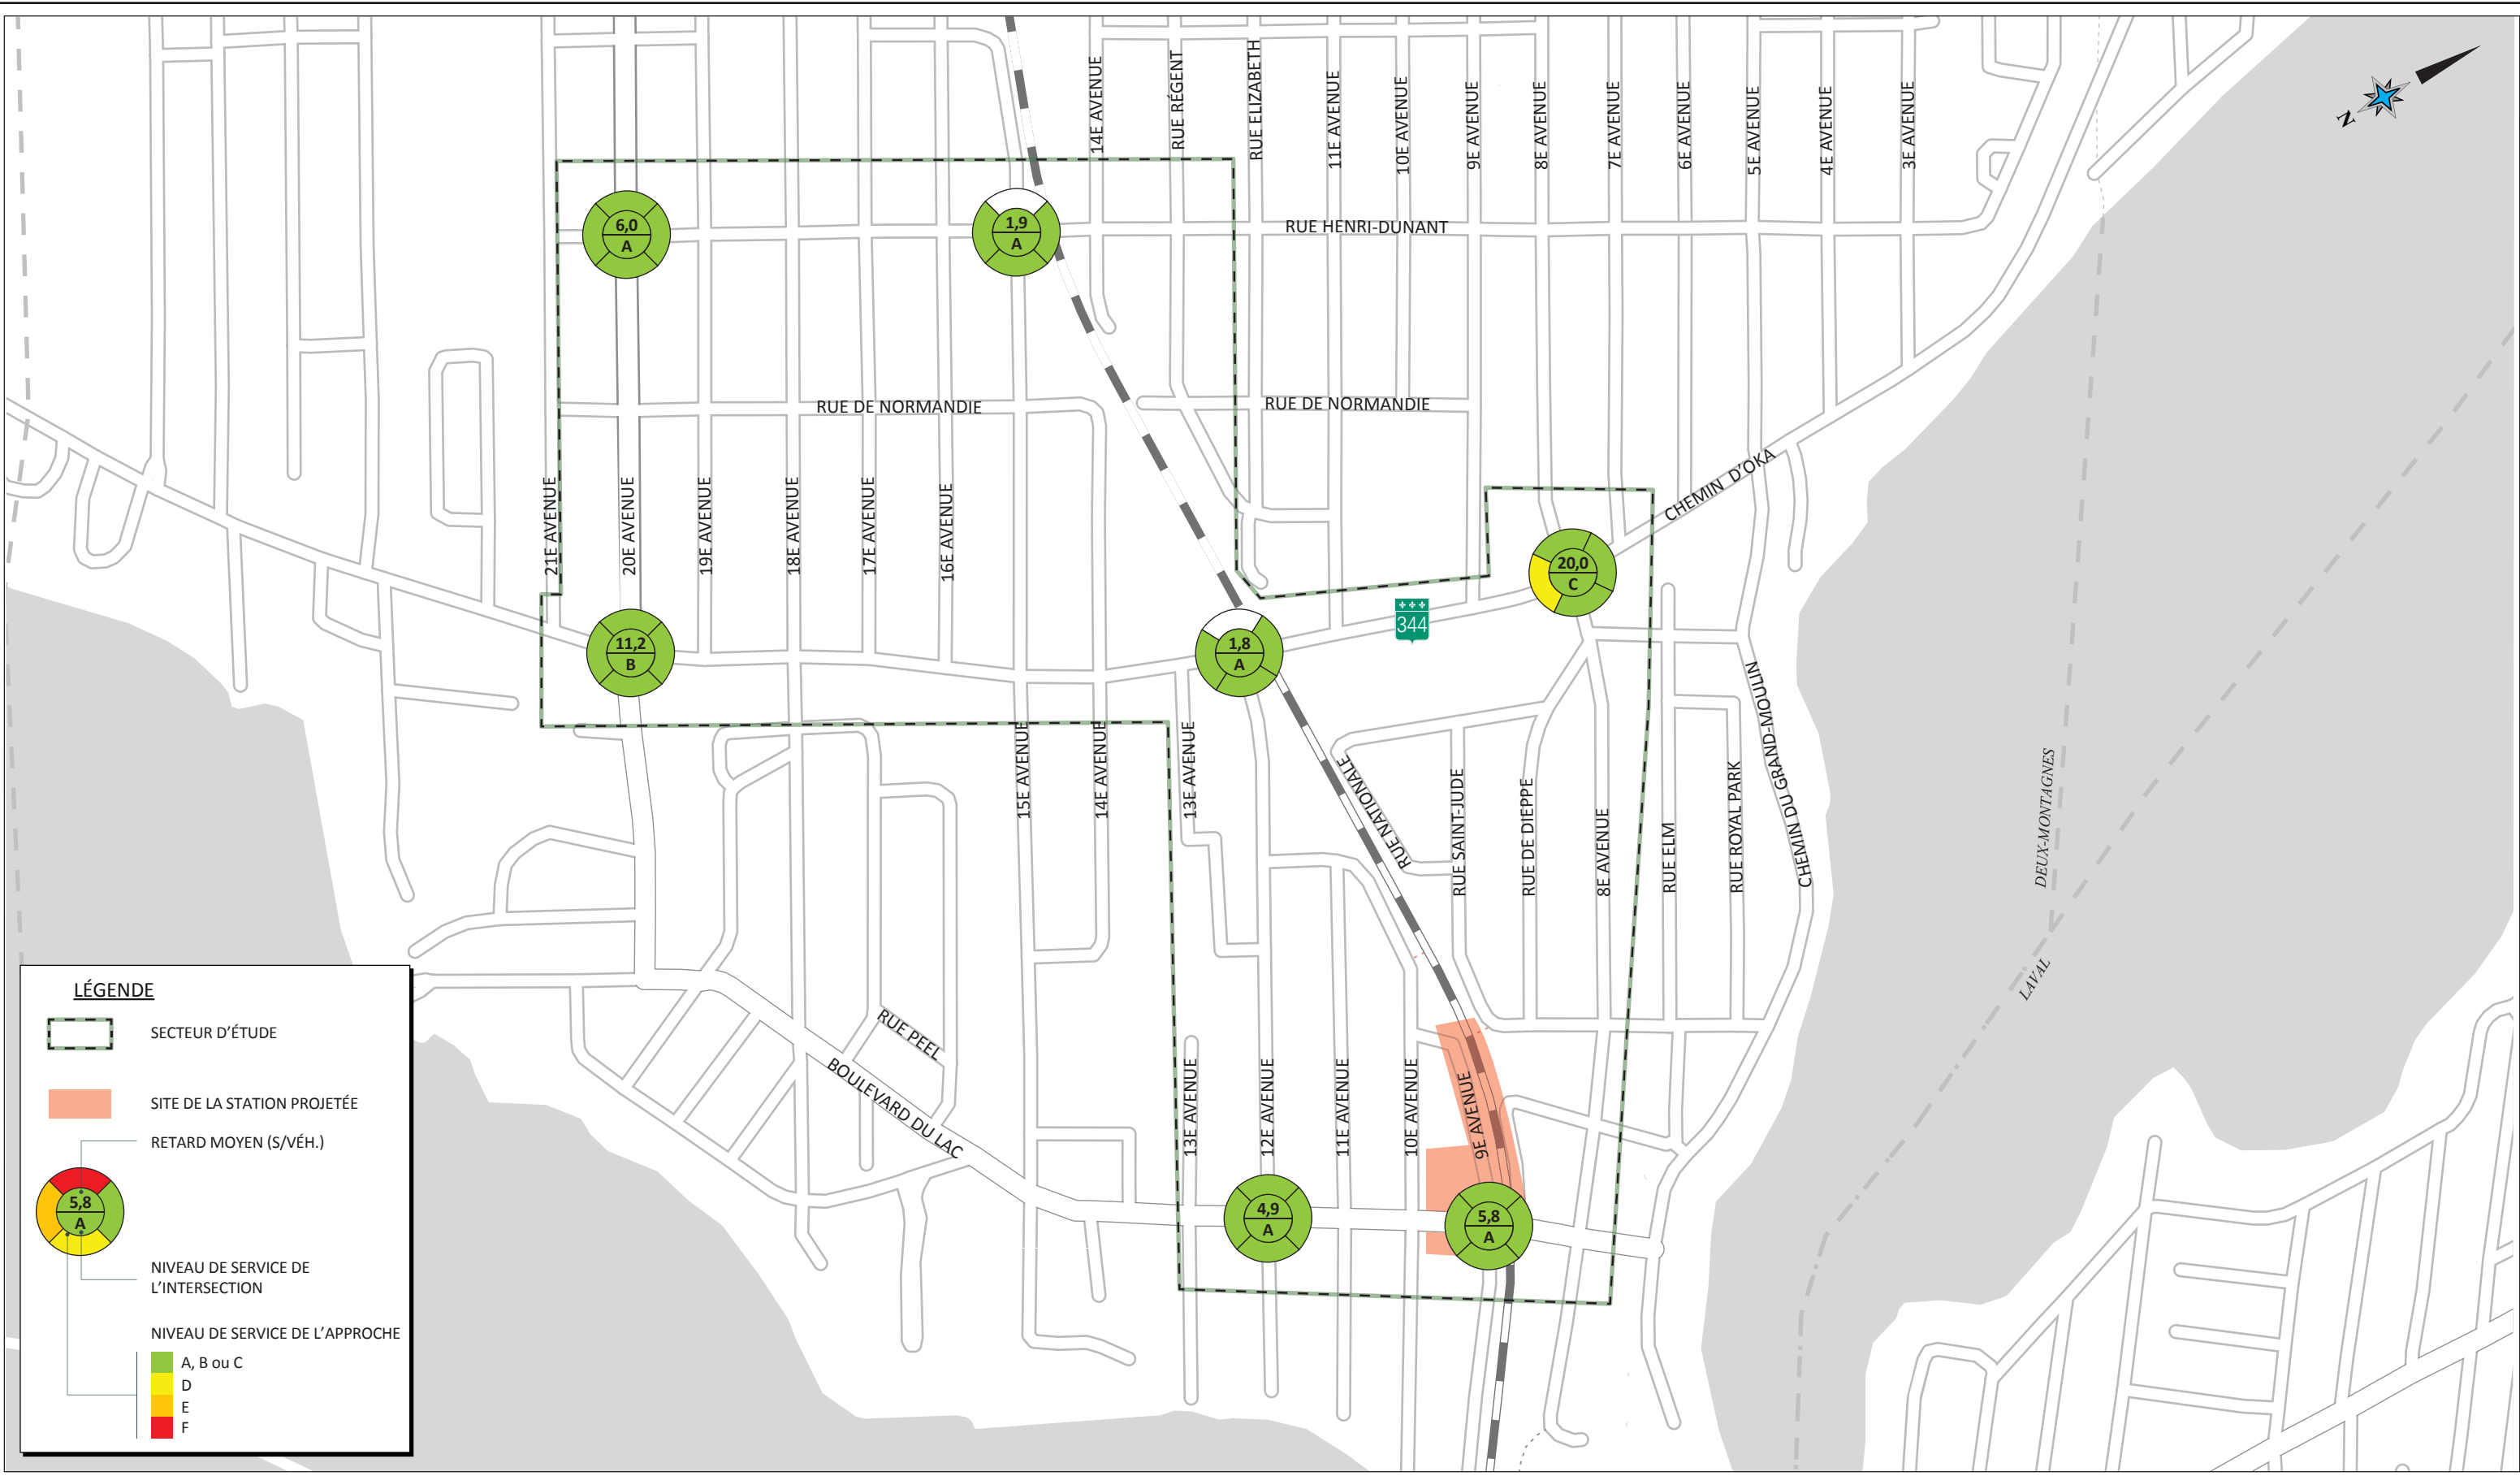 14E AVENUE
RUE RÉGENT
RUE ELIZABETH
11E AVENUE
10E AVENUE
9E AVENUE
8E AVENUE
7E AVENUE
6E AVENUE
5E AVENUE
4E AVENUE
3E AVENUE
N
6,0
A
1,9
A
RUE HENRI-DUNANT
RUE DE NORMANDIE
RUE DE NORMANDIE
21E AVENUE
20E AVENUE
19E AVENUE
18E AVENUE
17E AVENUE
16E AVENUE
CHEMIN D'OKA
20,0
C
344
11,2
B
1,8
A
15E AVENUE
14E AVENUE
13E AVENUE
RUE NATIONALE
RUE SAINT-JUDE
RUE DE DIEPPE
8E AVENUE
RUE ELM
RUE ROYAL PARK
CHEMIN DU GRAND-MOULIN
DEUX-MONTAGNES
LAVAL
RUE PEEL
BOULEVARD DU LAC
13E AVENUE
12E AVENUE
11E AVENUE
10E AVENUE
9E AVENUE
4,9
A
5,8
A
LÉGENDE
SECTEUR D'ÉTUDE
SITE DE LA STATION PROJETÉE
RETARD MOYEN (S/VÉH.)
5,8
A
NIVEAU DE SERVICE DE
L'INTERSECTION
NIVEAU DE SERVICE DE L'APPROCHE
A, B ou C
D
E
F